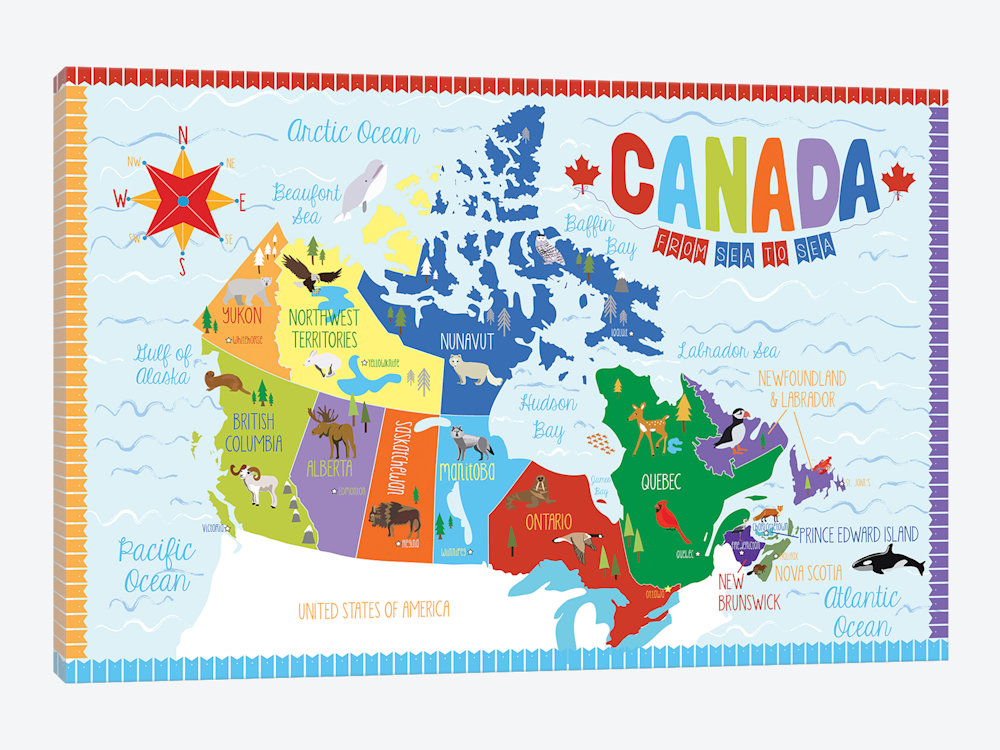 Arctic Ocean
CANADA
FROM SEA TO SEA
N
NW
NE
W
E
SW
SE
S
Beaufort
Sea
Baffin
Bay
YUKON
Whitehorse
NORTHWEST
TERRITORIES
Yellowknife
NUNAVUT
Iqaluit
Gulf of
Alaska
Labrador Sea
NEWFOUNDLAND
& LABRADOR
Hudson
Bay
BRITISH
COLUMBIA
Victoria
ALBERTA
Edmonton
Saskatchewan
Regina
Manitoba
Winnipeg
James
Bay
ONTARIO
Ottawa
QUEBEC
Quebec
St. John's
Charlottetown
PRINCE EDWARD ISLAND
Fredericton
Halifax
NOVA SCOTIA
NEW
BRUNSWICK
Pacific
Ocean
UNITED STATES OF AMERICA
Atlantic
Ocean